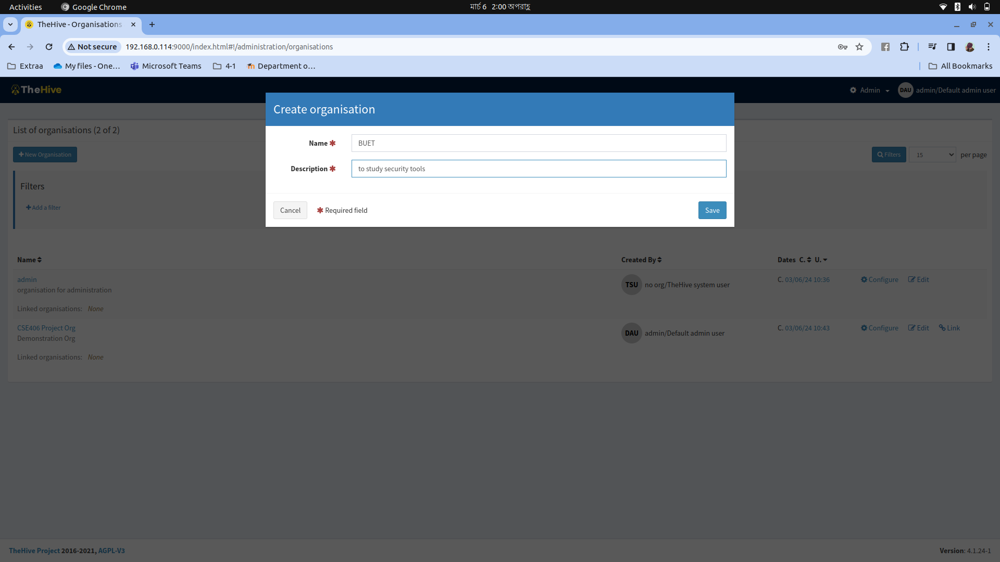 Activities Google Chrome মার্চ 6 2:00 অপরাহ্ণ
TheHive - Organisations
Not secure 192.168.0.114:9000/index.html#!/administration/organisations
Extraa My files - One... Microsoft Teams 4-1 Department o... All Bookmarks
TheHive Admin DAU admin/Default admin user
Create organisation
List of organisations (2 of 2)
Name BUET
New Organisation Filters 15 per page
Description to study security tools
Filters
Add a filter
Cancel Required field Save
Name Created By Dates C. U.
admin
organisation for administration
TSU no org/TheHive system user C. 03/06/24 10:36 Configure Edit
Linked organisations: None
CSE406 Project Org
Demonstration Org
DAU admin/Default admin user C. 03/06/24 10:43 Configure Edit Link
Linked organisations: None
TheHive Project 2016-2021, AGPL-V3 Version: 4.1.24-1